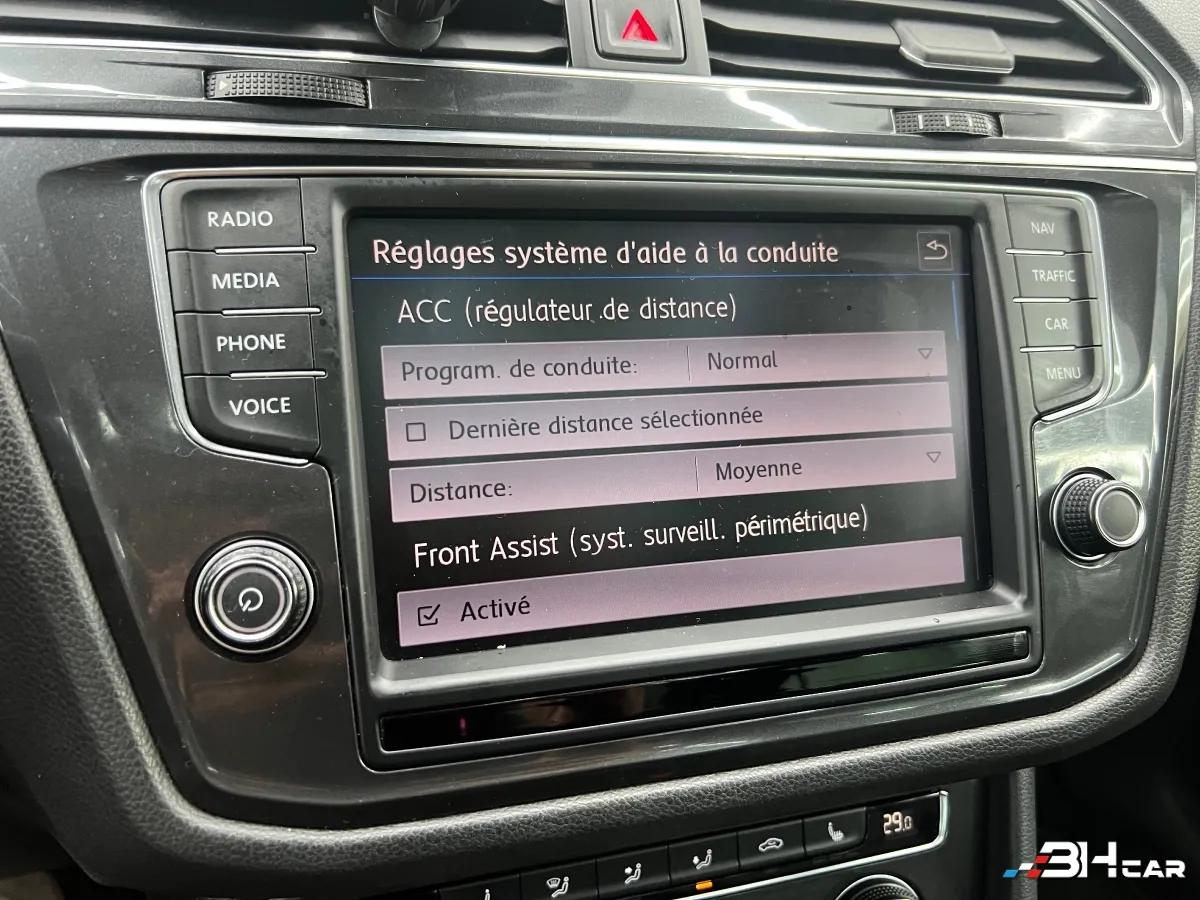 RADIO
MEDIA
PHONE
VOICE
Réglages système d'aide à la conduite
ACC (régulateur de distance)
Program. de conduite: Normal
Dernière distance sélectionnée
Distance: Moyenne
Front Assist (syst. surveill. périmétrique)
Activé
NAV
TRAFFIC
CAR
MENU
29.0
3HCAR